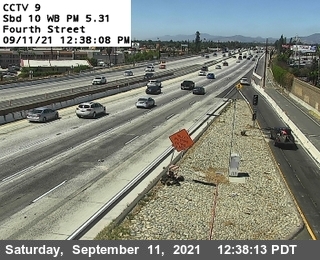 CCTV 9
Sbd 10 WB PM 5.31
Fourth Street
09/11/21 12:38:08 PM
Saturday, September 11, 2021 12:38:13 PDT